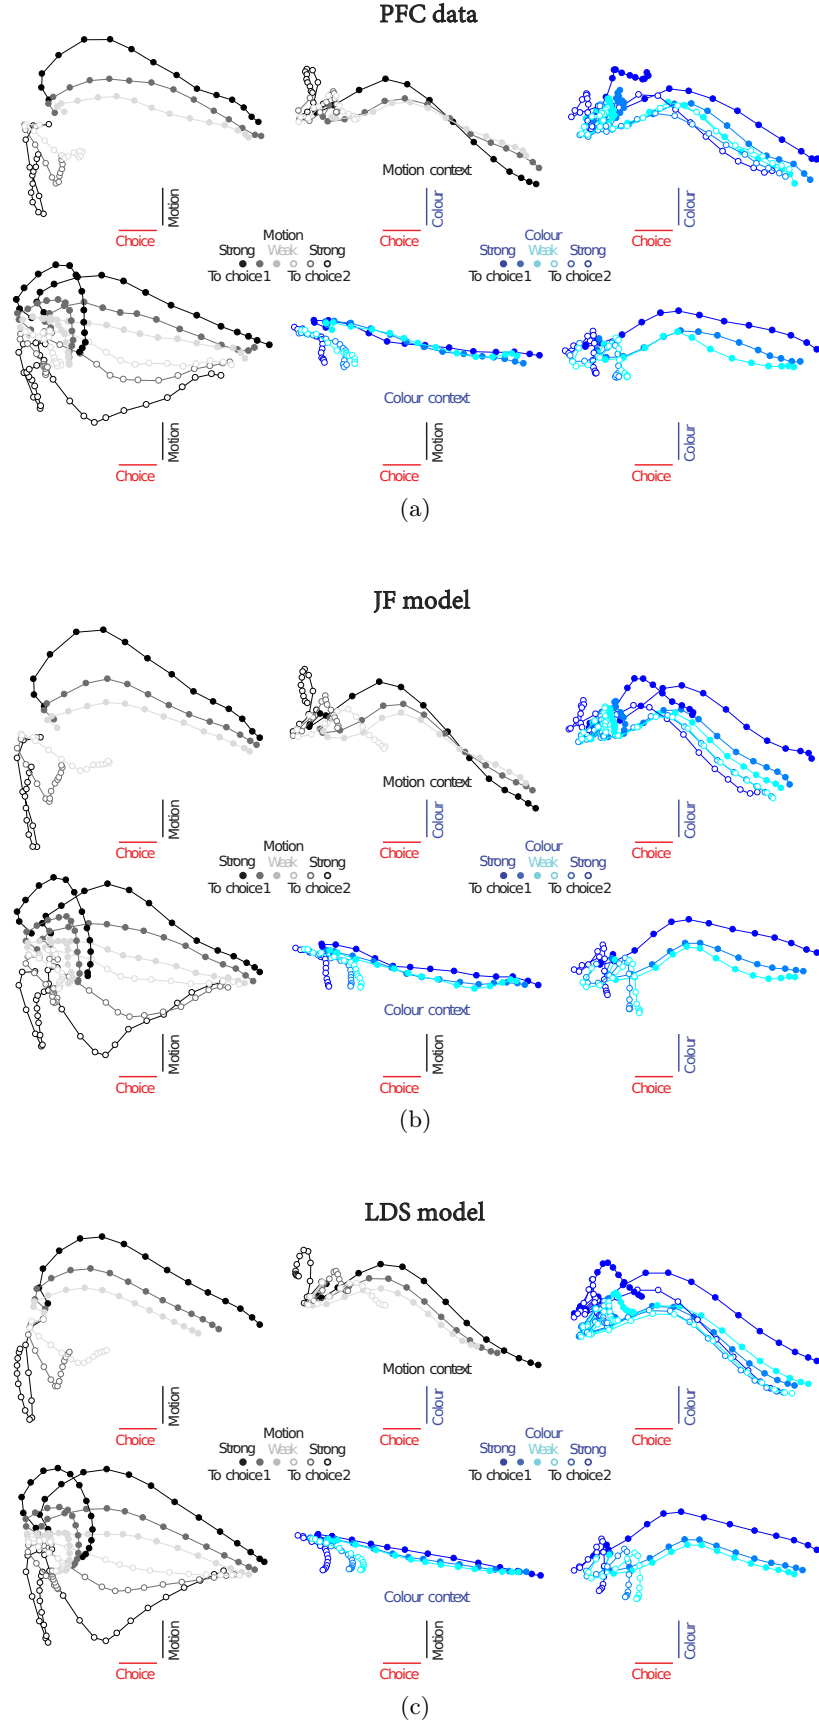 PFC data
Motion context
Motion
Colour
Colour
Choice
Choice
Choice
Motion
Colour
Strong Weak Strong
Strong Weak Strong
To choice1 To choice2
To choice1 To choice2
Colour context
Motion
Motion
Colour
Choice
Choice
Choice
(a)
JF model
Motion context
Motion
Colour
Colour
Choice
Choice
Choice
Motion
Colour
Strong Weak Strong
Strong Weak Strong
To choice1 To choice2
To choice1 To choice2
Colour context
Motion
Motion
Colour
Choice
Choice
Choice
(b)
LDS model
Motion context
Motion
Colour
Colour
Choice
Choice
Choice
Motion
Colour
Strong Weak Strong
Strong Weak Strong
To choice1 To choice2
To choice1 To choice2
Colour context
Motion
Motion
Colour
Choice
Choice
Choice
(c)